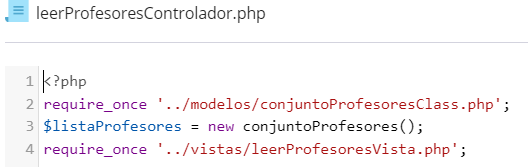 leerProfesoresControlador.php
1 <?php
2 require_once '../modelos/conjuntoProfesoresClass.php';
3 $listaProfesores = new conjuntoProfesores();
4 require_once '../vistas/leerProfesoresVista.php';